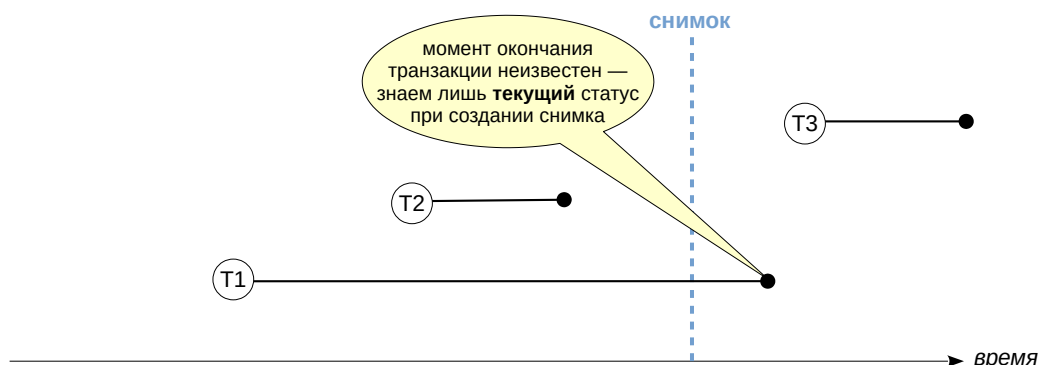 снимок
момент окончания
транзакции неизвестен —
знаем лишь текущий статус
при создании снимка
T3
T2
T1
время